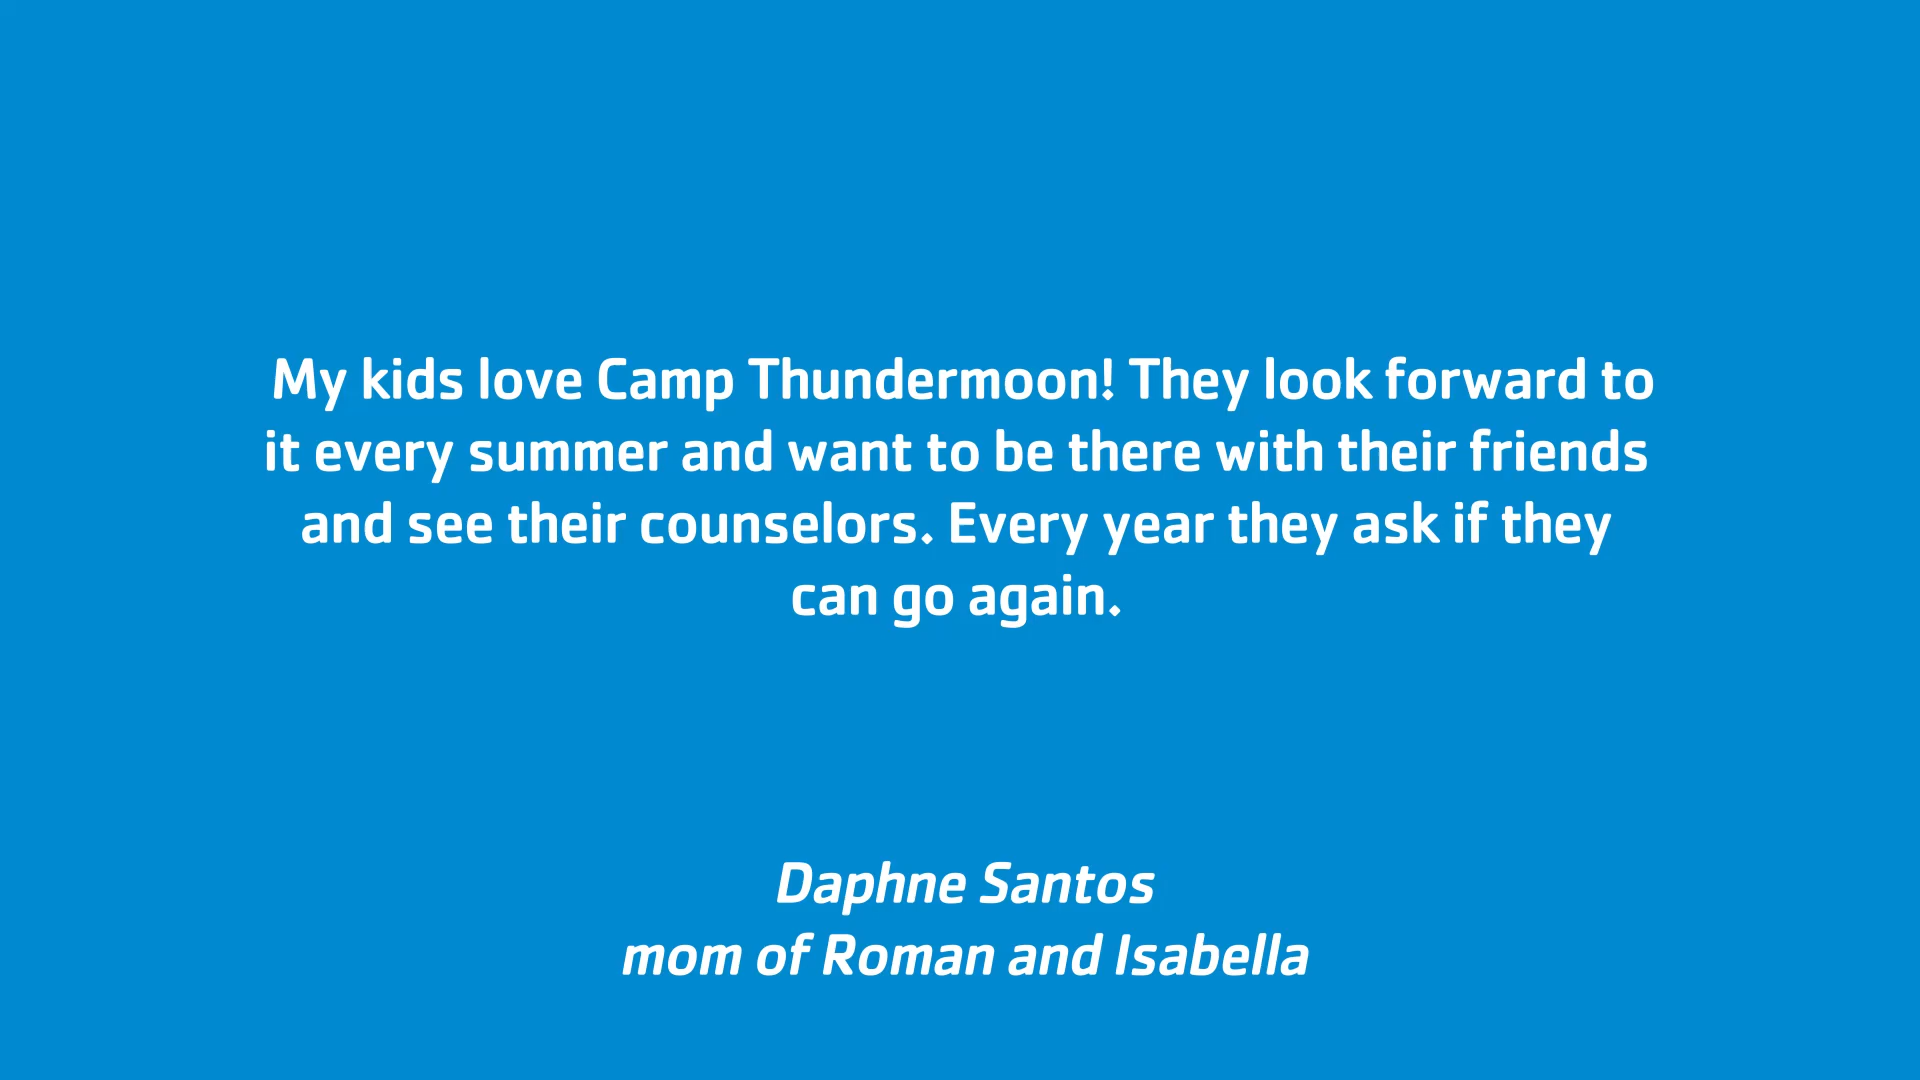 My kids love Camp Thundermoon! They look forward to
it every summer and want to be there with their friends
and see their counselors. Every year they ask if they
can go again.
Daphne Santos
mom of Roman and Isabella